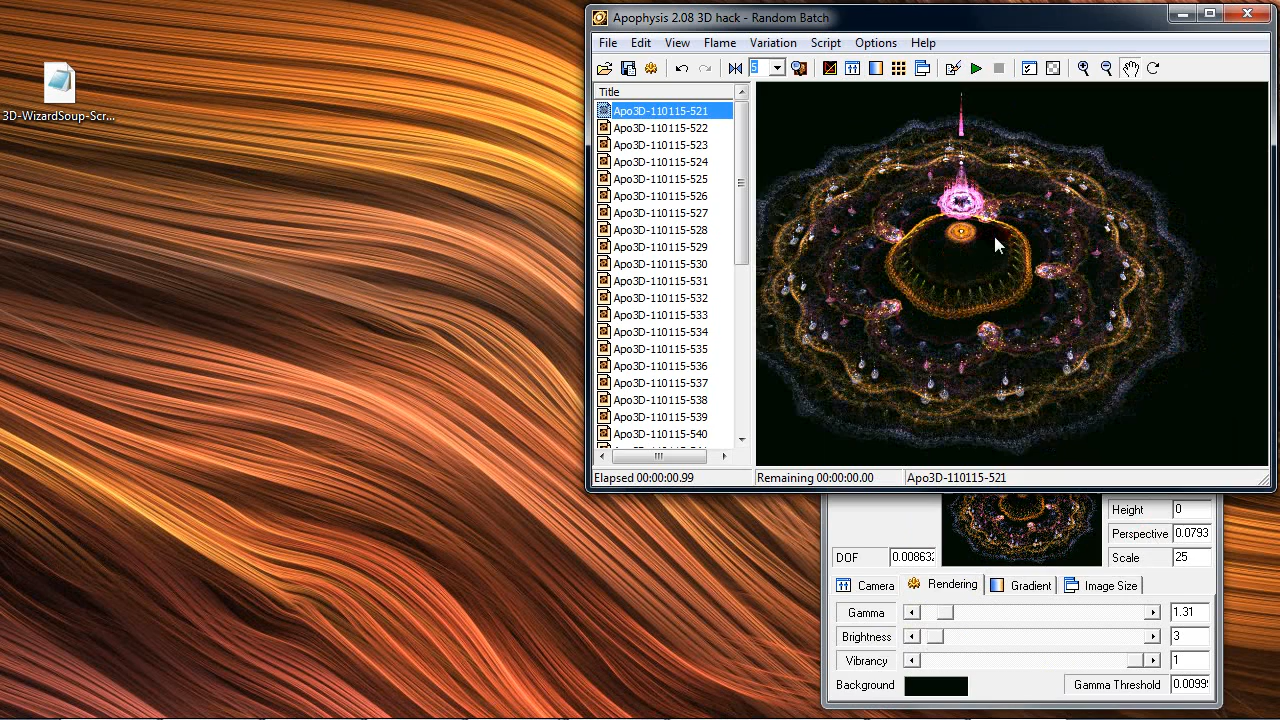 3D-WizardSoup-Scr...
Apophysis 2.08 3D hack - Random Batch
File Edit View Flame Variation Script Options Help
5
Title
Apo3D-110115-521
Apo3D-110115-522
Apo3D-110115-523
Apo3D-110115-524
Apo3D-110115-525
Apo3D-110115-526
Apo3D-110115-527
Apo3D-110115-528
Apo3D-110115-529
Apo3D-110115-530
Apo3D-110115-531
Apo3D-110115-532
Apo3D-110115-533
Apo3D-110115-534
Apo3D-110115-535
Apo3D-110115-536
Apo3D-110115-537
Apo3D-110115-538
Apo3D-110115-539
Apo3D-110115-540
Elapsed 00:00:00.99 Remaining 00:00:00.00 Apo3D-110115-521
Height 0
Perspective 0.0793
DOF 0.00863 Scale 25
Camera Rendering Gradient Image Size
Gamma 1.31
Brightness 3
Vibrancy 1
Background Gamma Threshold 0.009